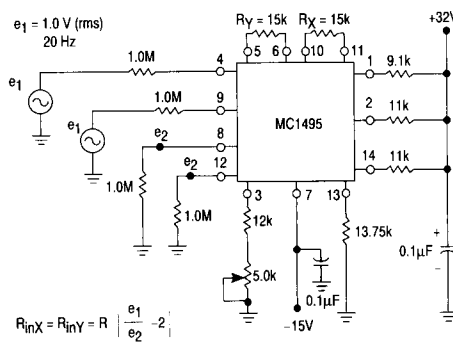 e1 = 1.0 V (rms)
20 Hz
RY = 15k
RX = 15k
+32V
1.0M
4
5
6
10
11
1
9.1k
e1
1.0M
9
MC1495
2
11k
e1
e2
8
e2
12
14
11k
1.0M
1.0M
3
7
13
12k
13.75k
+
0.1μF
–
5.0k
0.1μF
–15V
RinX = RinY = R | e1/e2 –2 |